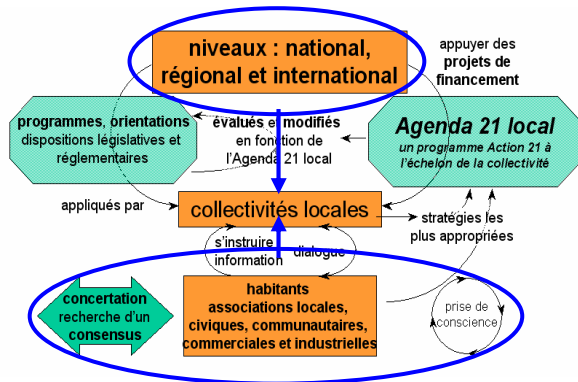 niveaux : national,
régional et international
appuyer des
projets de
financement
programmes, orientations
dispositions législatives et
réglementaires
évalués et modifiés
en fonction de
l'Agenda 21 local
Agenda 21 local
un programme Action 21 à
l'échelon de la collectivité
appliqués par
collectivités locales
stratégies les
plus appropriées
s'instruire
information
dialogue
concertation
recherche d'un
consensus
habitants
associations locales,
civiques, communautaires,
commerciales et industrielles
prise de
conscience